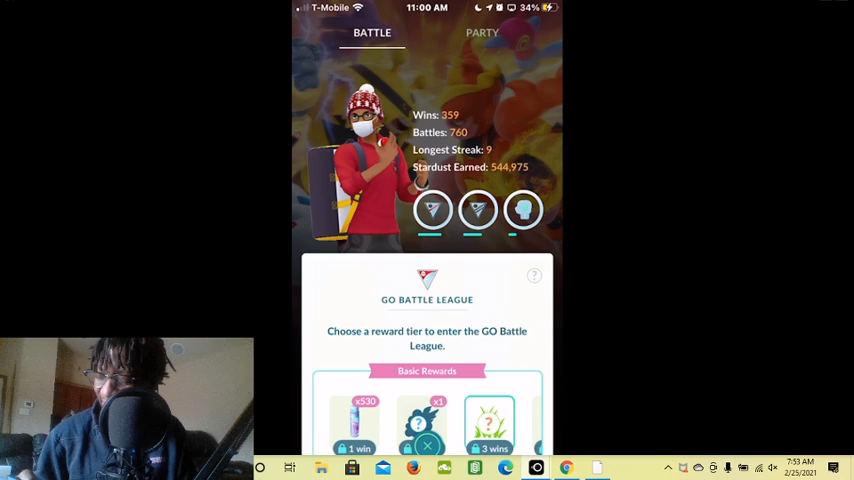 T-Mobile
11:00 AM
34%
BATTLE
PARTY
Wins: 359
Battles: 760
Longest Streak: 9
Stardust Earned: 544,975
?
GO BATTLE LEAGUE
Choose a reward tier to enter the GO Battle
League.
Basic Rewards
x530
x1
?
?
1 win
3 wins
7:53 AM
2/25/2021